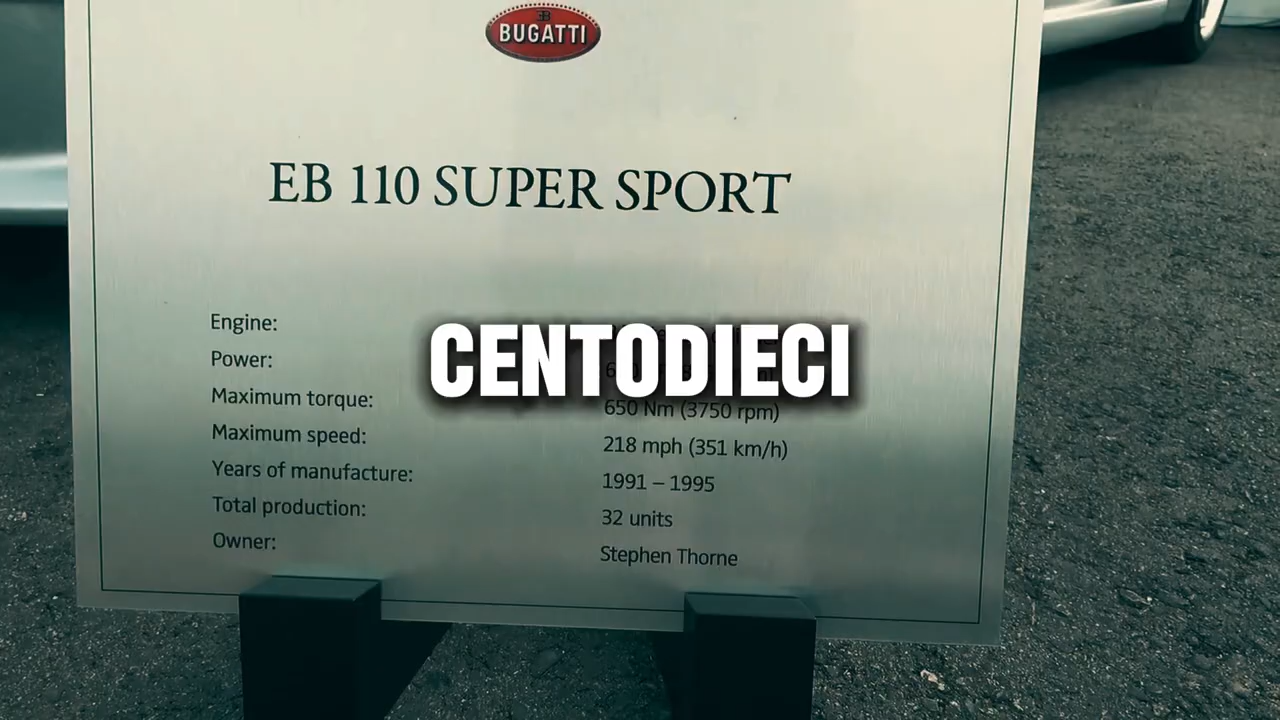 EB
BUGATTI
EB 110 SUPER SPORT
Engine:
Power:
CENTODIECI
Maximum torque: 650 Nm (3750 rpm)
Maximum speed: 218 mph (351 km/h)
Years of manufacture: 1991 – 1995
Total production: 32 units
Owner: Stephen Thorne